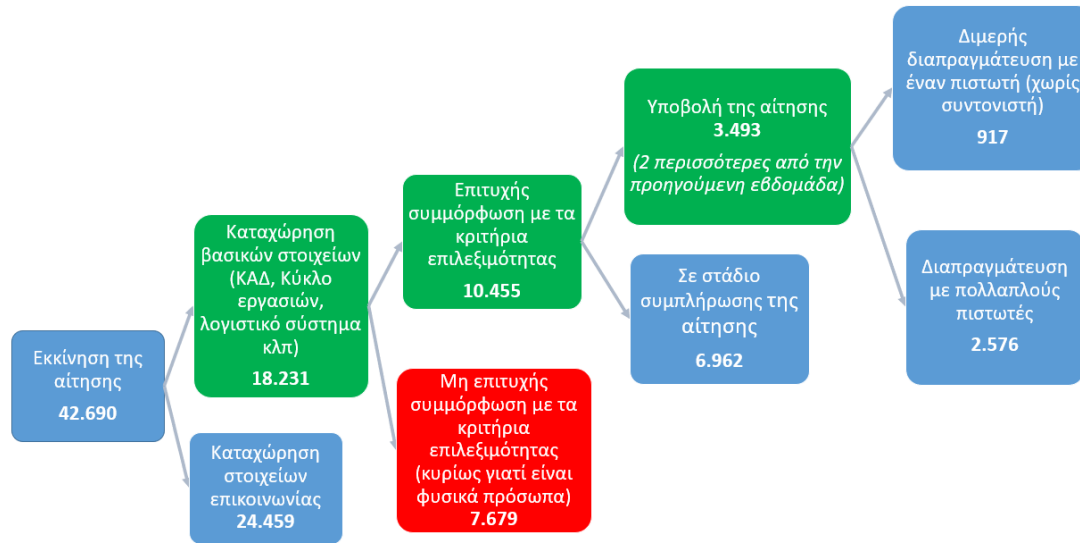 Εκκίνηση της
αίτησης
42.690
Καταχώρηση
βασικών στοιχείων
(ΚΑΔ, Κύκλο
εργασιών,
λογιστικό σύστημα
κλπ)
18.231
Καταχώρηση
στοιχείων
επικοινωνίας
24.459
Επιτυχής
συμμόρφωση με τα
κριτήρια
επιλεξιμότητας
10.455
Μη επιτυχής
συμμόρφωση με τα
κριτήρια
επιλεξιμότητας
(κυρίως γιατί είναι
φυσικά πρόσωπα)
7.679
Υποβολή της αίτησης
3.493
(2 περισσότερες από την
προηγούμενη εβδομάδα)
Σε στάδιο
συμπλήρωσης της
αίτησης
6.962
Διμερής
διαπραγμάτευση με
έναν πιστωτή (χωρίς
συντονιστή)
917
Διαπραγμάτευση
με πολλαπλούς
πιστωτές
2.576